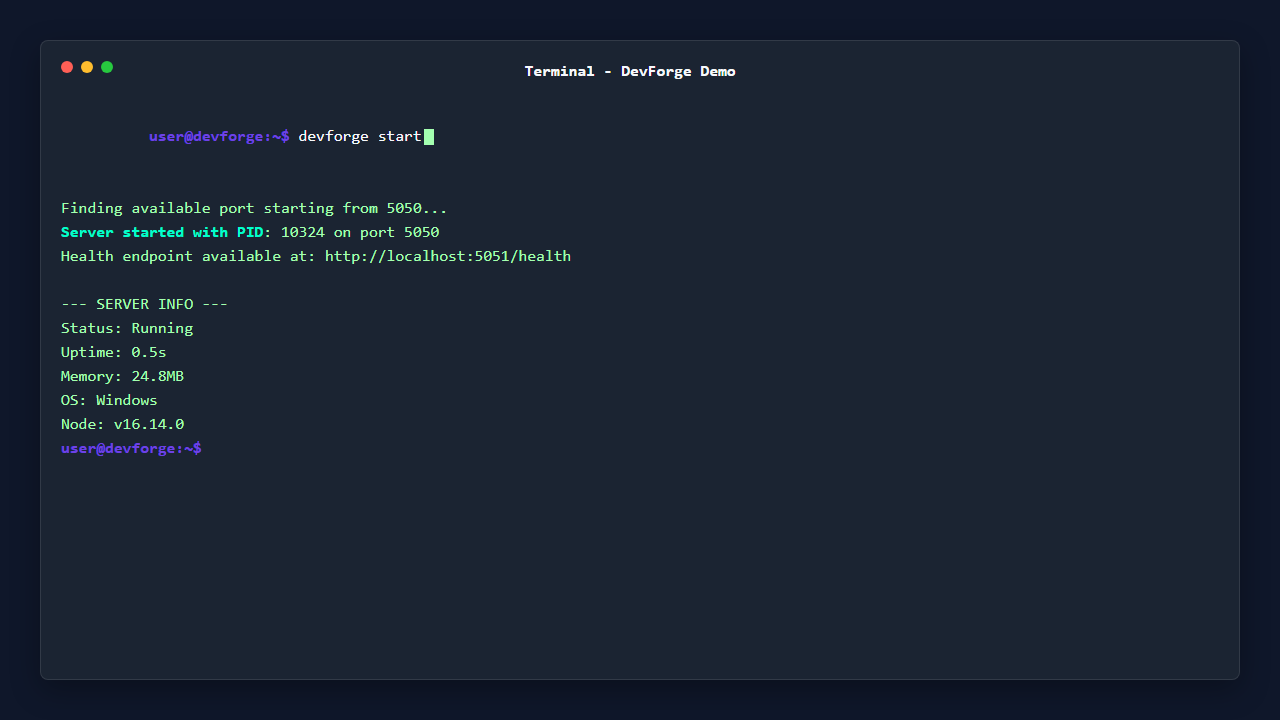 Terminal - DevForge Demo
user@devforge:~$ devforge start
Finding available port starting from 5050...
Server started with PID: 10324 on port 5050
Health endpoint available at: http://localhost:5051/health
--- SERVER INFO ---
Status: Running
Uptime: 0.5s
Memory: 24.8MB
OS: Windows
Node: v16.14.0
user@devforge:~$